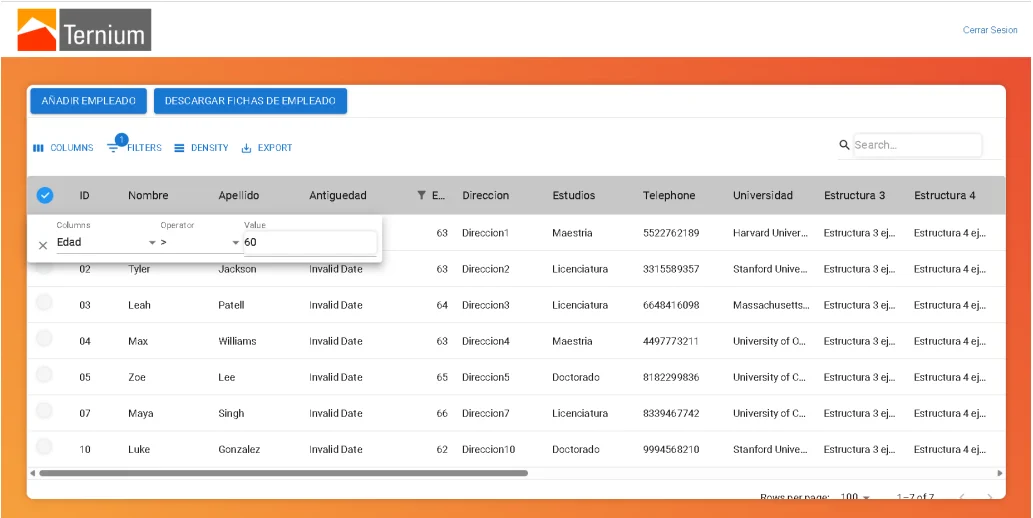 Ternium
Cerrar Sesion
AÑADIR EMPLEADO DESCARGAR FICHAS DE EMPLEADO
COLUMNS 1 FILTERS DENSITY EXPORT Search...
ID Nombre Apellido Antiguedad E... Direccion Estudios Telephone Universidad Estructura 3 Estructura 4
Columns Operator Value
Edad > 60
63 Direccion1 Maestria 5522762189 Harvard Univer... Estructura 3 ej... Estructura 4 ej...
02 Tyler Jackson Invalid Date 63 Direccion2 Licenciatura 3315589357 Stanford Unive... Estructura 3 ej... Estructura 4 ej...
03 Leah Patell Invalid Date 64 Direccion3 Licenciatura 6648416098 Massachusetts... Estructura 3 ej... Estructura 4 ej...
04 Max Williams Invalid Date 63 Direccion4 Maestria 4497773211 University of C... Estructura 3 ej... Estructura 4 ej...
05 Zoe Lee Invalid Date 65 Direccion5 Doctorado 8182299836 University of C... Estructura 3 ej... Estructura 4 ej...
07 Maya Singh Invalid Date 66 Direccion7 Licenciatura 8339467742 University of C... Estructura 3 ej... Estructura 4 ej...
10 Luke Gonzalez Invalid Date 62 Direccion10 Doctorado 9994568210 Stanford Unive... Estructura 3 ej... Estructura 4 ej...
Rows per page: 100 1–7 of 7